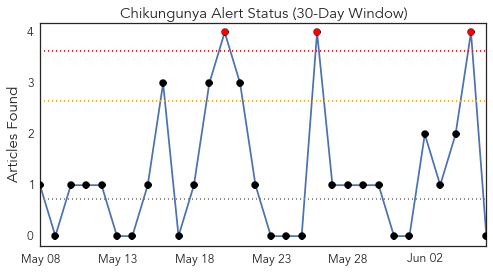 Chikungunya Alert Status (30-Day Window)
4
3
2
1
0
Articles Found
May 08 May 13 May 18 May 23 May 28 Jun 02